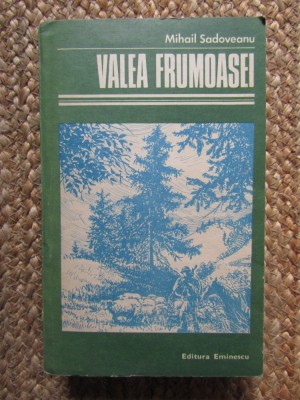 Mihail Sadoveanu
VALEA FRUMOASEI
Editura Eminescu